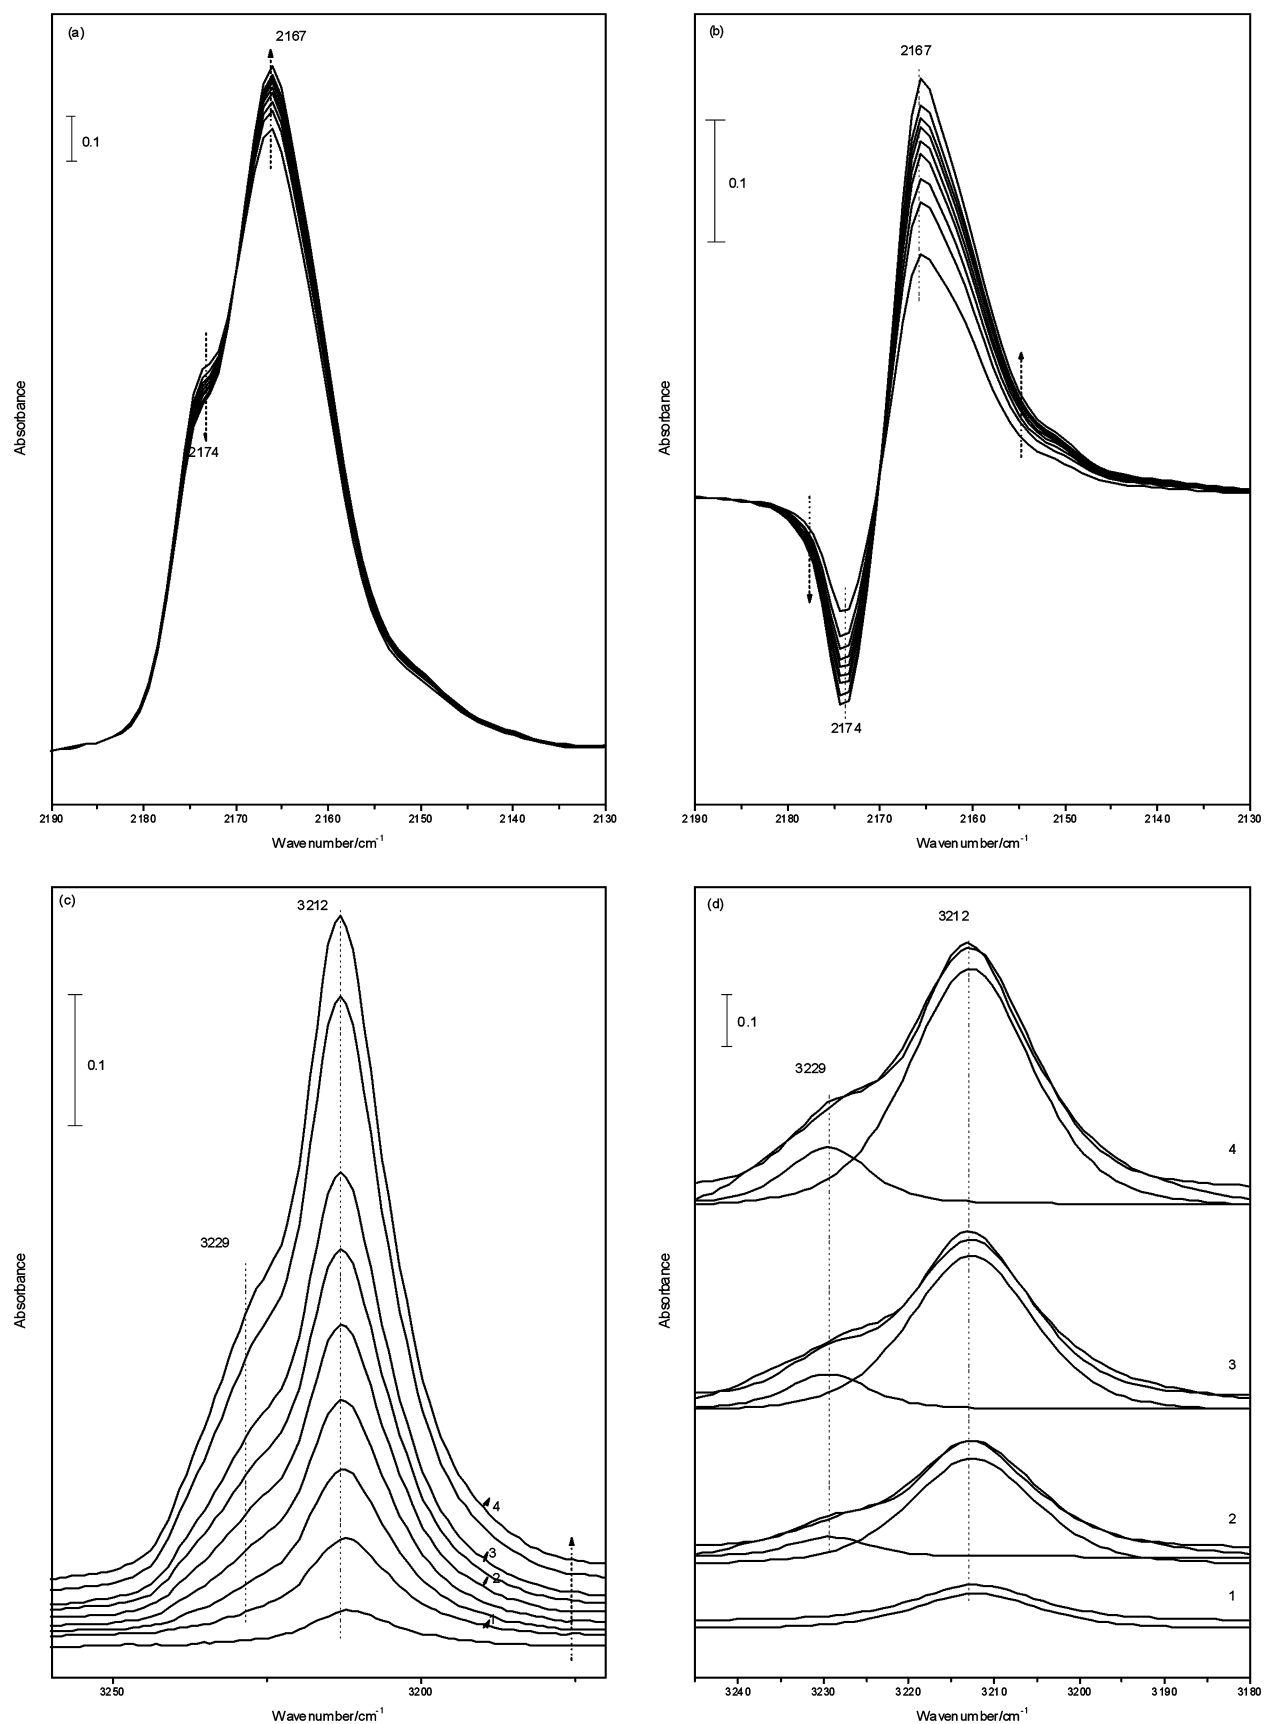 (a)
2167
0.1
2174
Absorbance
2190 2180 2170 2160 2150 2140 2130
Wavenumber/cm⁻¹
(b)
2167
0.1
2174
Absorbance
2190 2180 2170 2160 2150 2140 2130
Wavenumber/cm⁻¹
(c)
3212
0.1
3229
4
3
2
1
Absorbance
3250 3200
Wavenumber/cm⁻¹
(d)
3212
0.1
3229
4
3
2
1
Absorbance
3240 3230 3220 3210 3200 3190 3180
Wavenumber/cm⁻¹